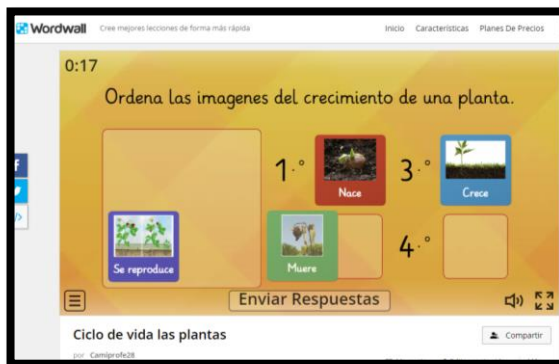 Wordwall Cree mejores lecciones de forma más rápida Inicio Características Planes De Precios
0:17
Ordena las imagenes del crecimiento de una planta.
1.° Nace 3.° Crece
Se reproduce Muere 4.°
Enviar Respuestas
Ciclo de vida las plantas
Compartir
por Camiprofe28